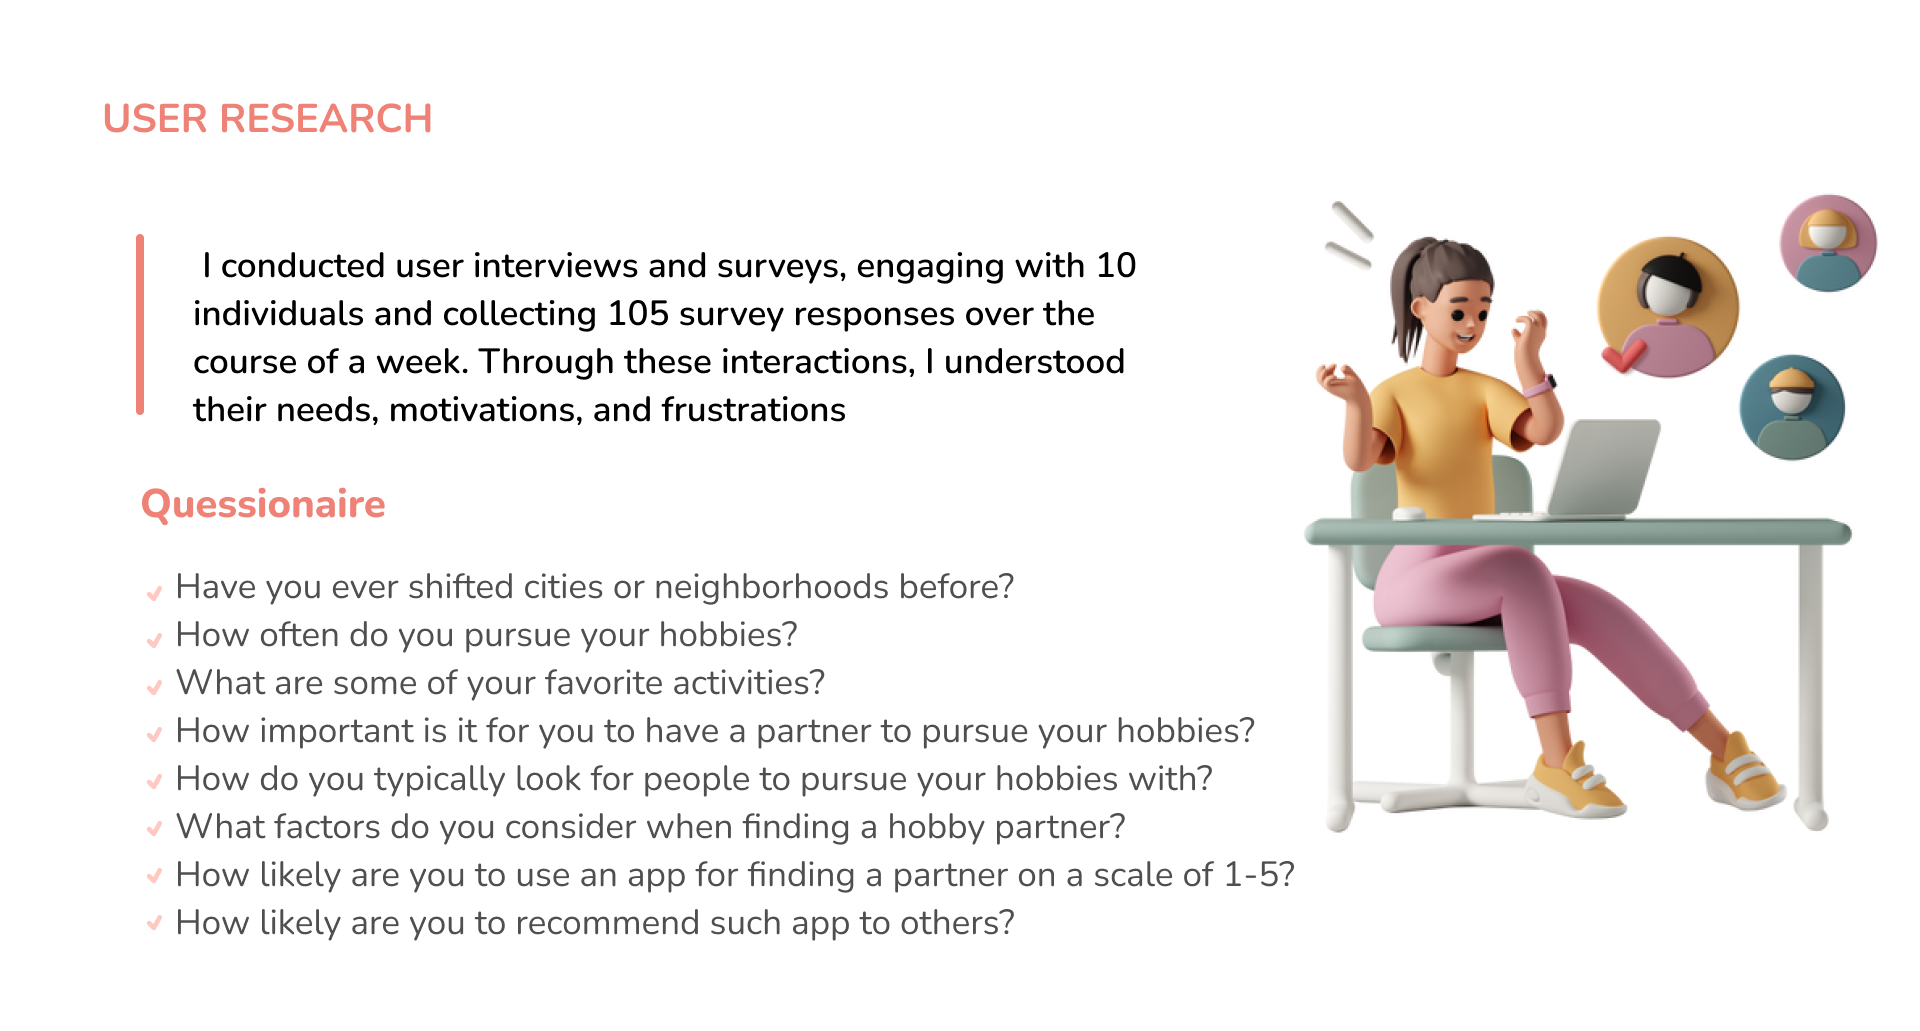 USER RESEARCH
I conducted user interviews and surveys, engaging with 10
individuals and collecting 105 survey responses over the
course of a week. Through these interactions, I understood
their needs, motivations, and frustrations
Quessionaire
Have you ever shifted cities or neighborhoods before?
How often do you pursue your hobbies?
What are some of your favorite activities?
How important is it for you to have a partner to pursue your hobbies?
How do you typically look for people to pursue your hobbies with?
What factors do you consider when finding a hobby partner?
How likely are you to use an app for finding a partner on a scale of 1-5?
How likely are you to recommend such app to others?